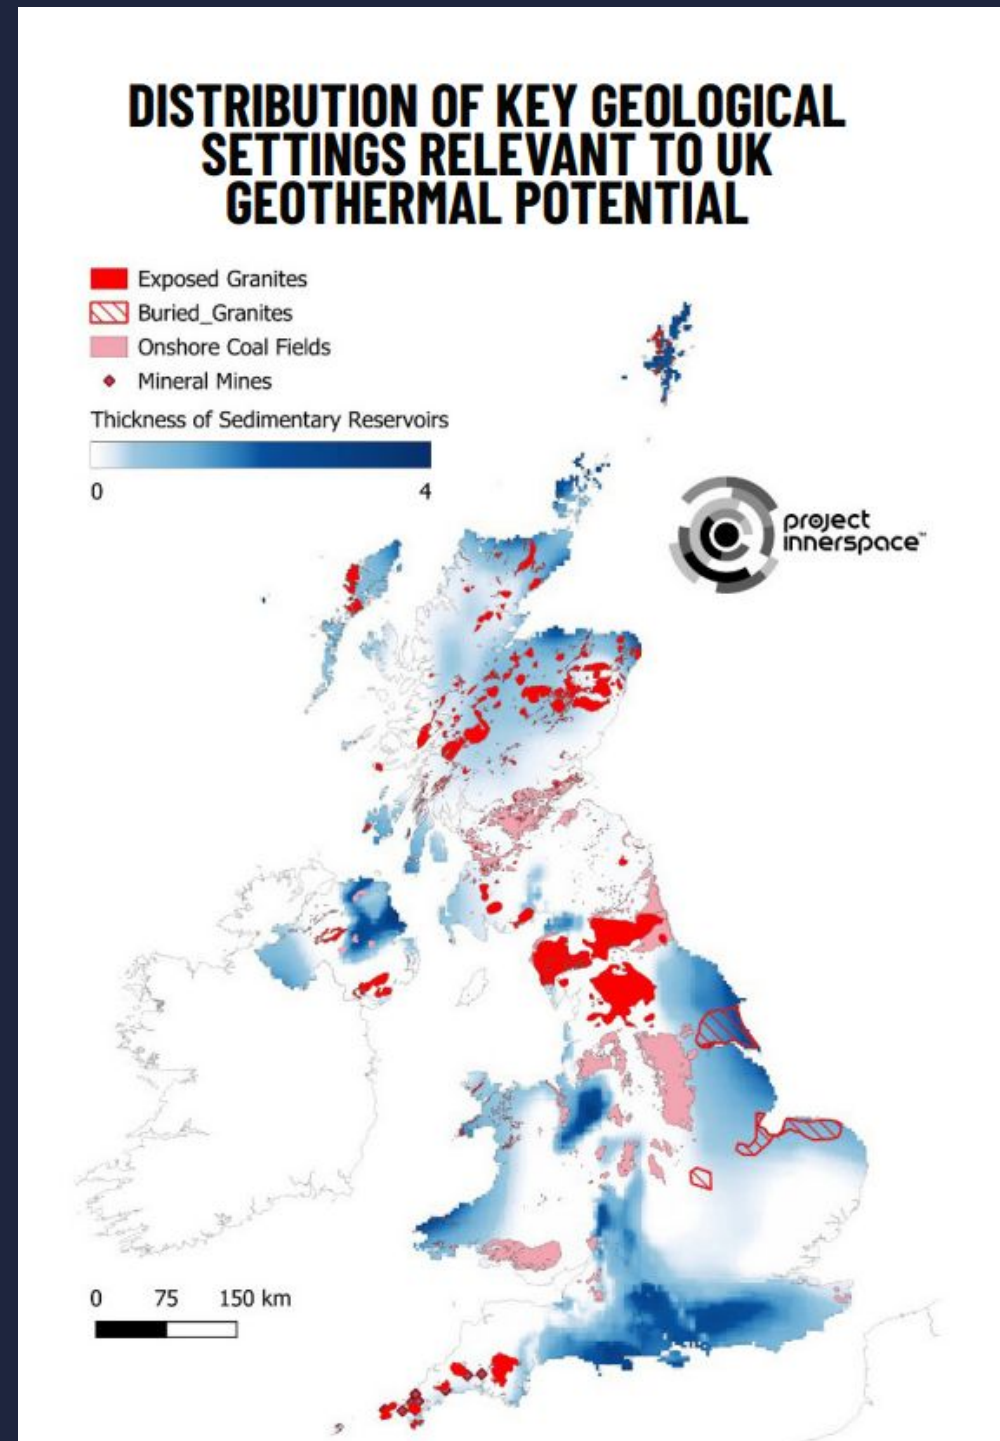 DISTRIBUTION OF KEY GEOLOGICAL
SETTINGS RELEVANT TO UK
GEOTHERMAL POTENTIAL
Exposed Granites
Buried_Granites
Onshore Coal Fields
Mineral Mines
Thickness of Sedimentary Reservoirs
0 4
project
innerspace™
0 75 150 km